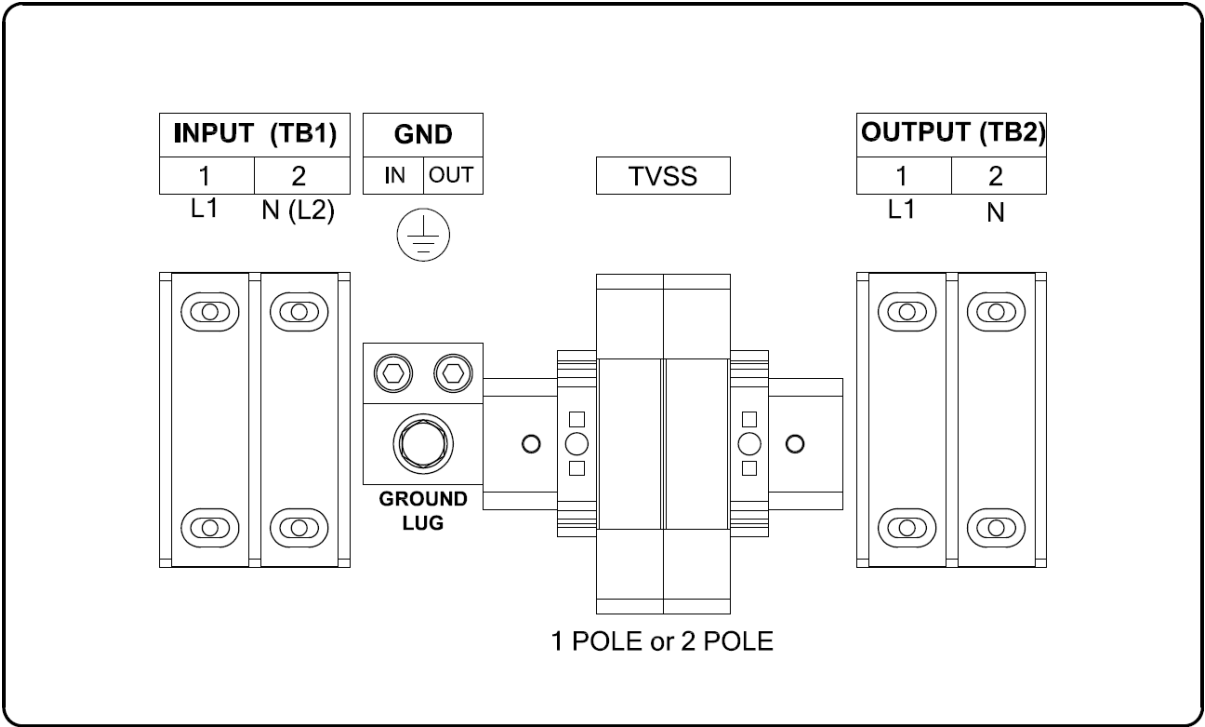 INPUT (TB1)
1 2
L1 N (L2)
GND
IN OUT
TVSS
OUTPUT (TB2)
1 2
L1 N
GROUND
LUG
1 POLE or 2 POLE